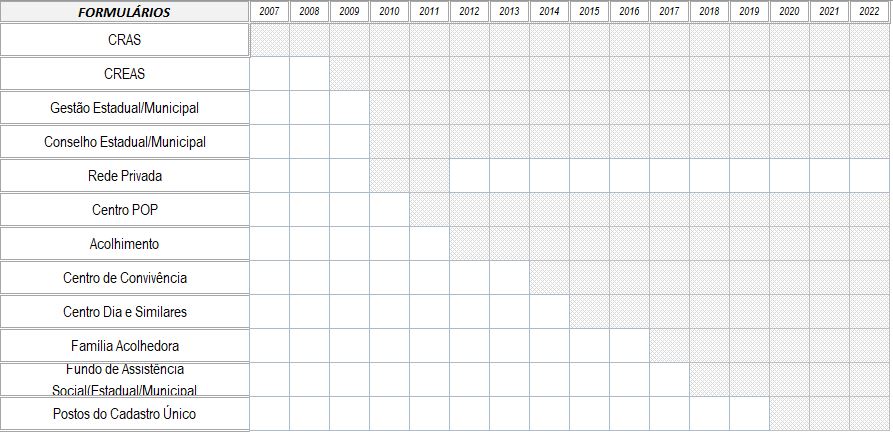 FORMULÁRIOS 2007 2008 2009 2010 2011 2012 2013 2014 2015 2016 2017 2018 2019 2020 2021 2022
CRAS
CREAS
Gestão Estadual/Municipal
Conselho Estadual/Municipal
Rede Privada
Centro POP
Acolhimento
Centro de Convivência
Centro Dia e Similares
Família Acolhedora
Fundo de Assistência
Social(Estadual/Municipal
Postos do Cadastro Único